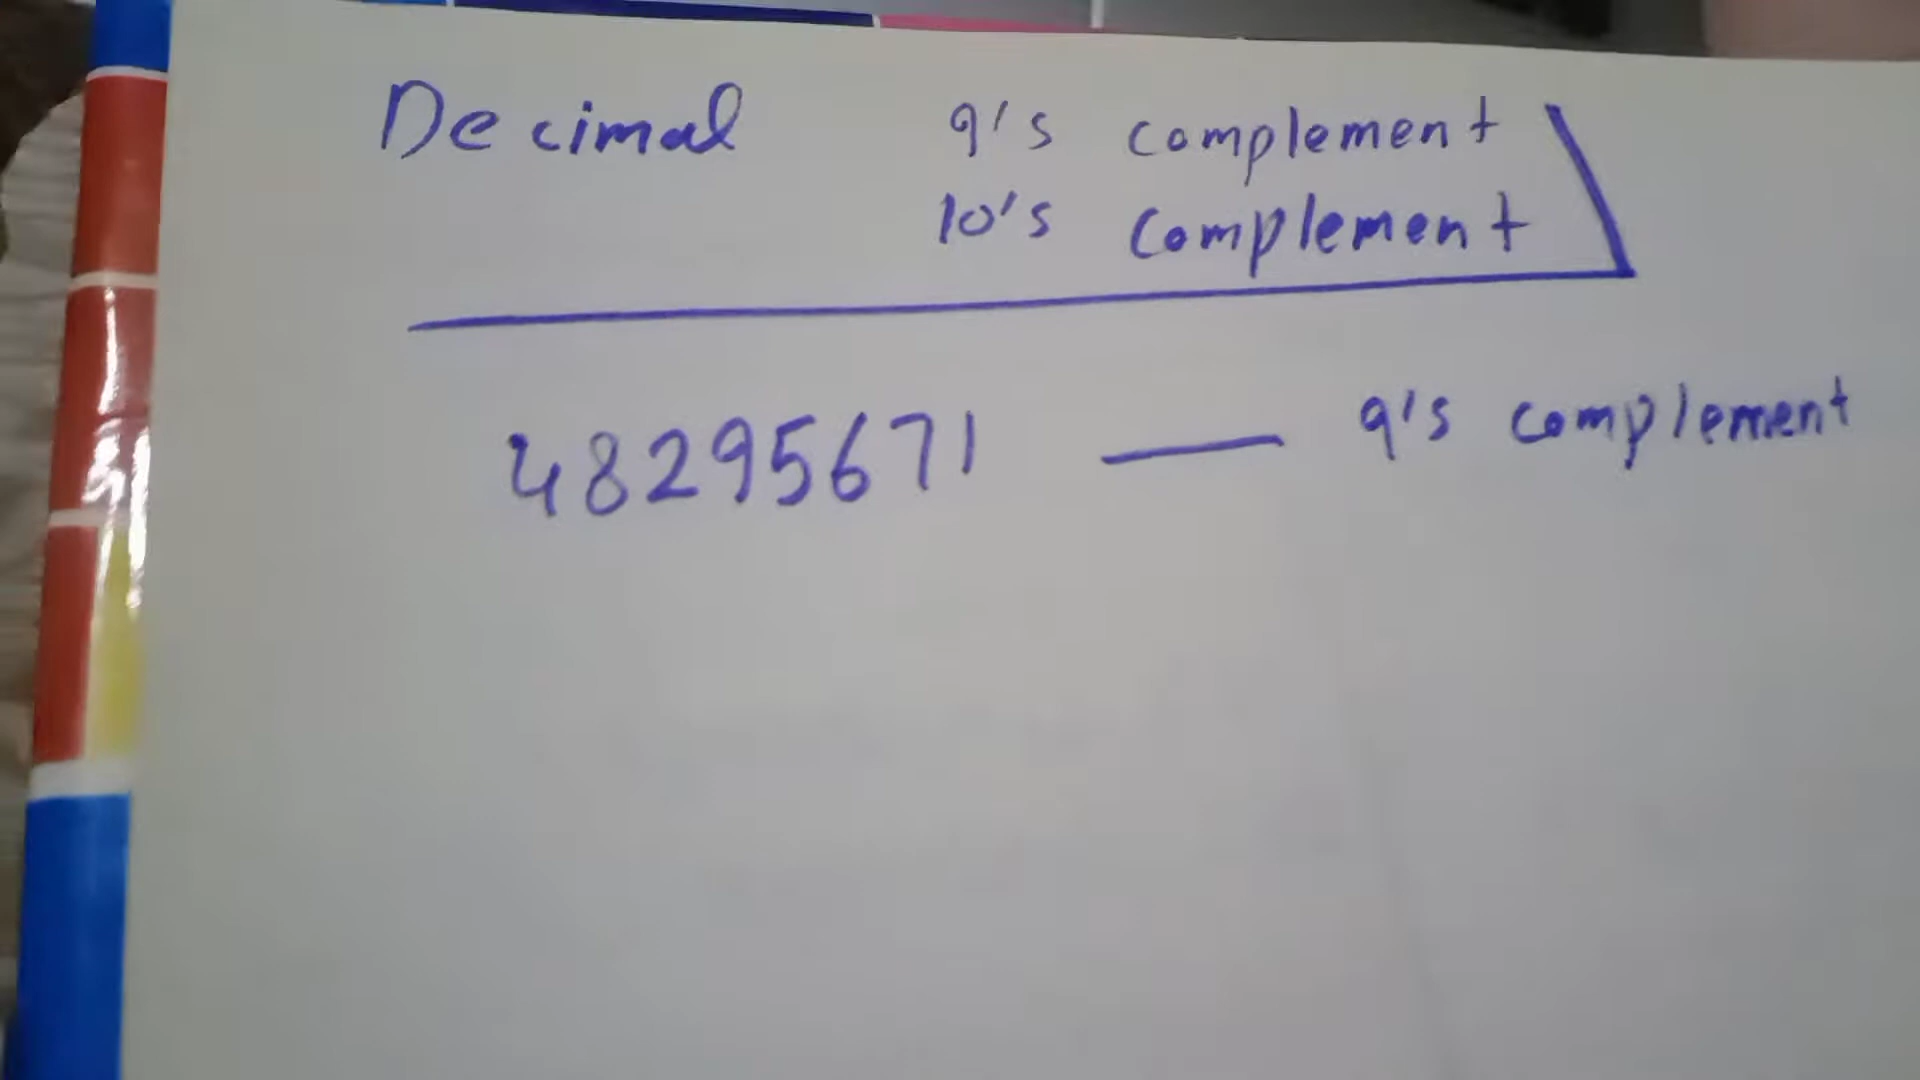 Decimal 9's complement
10's complement
48295671 — 9's complement